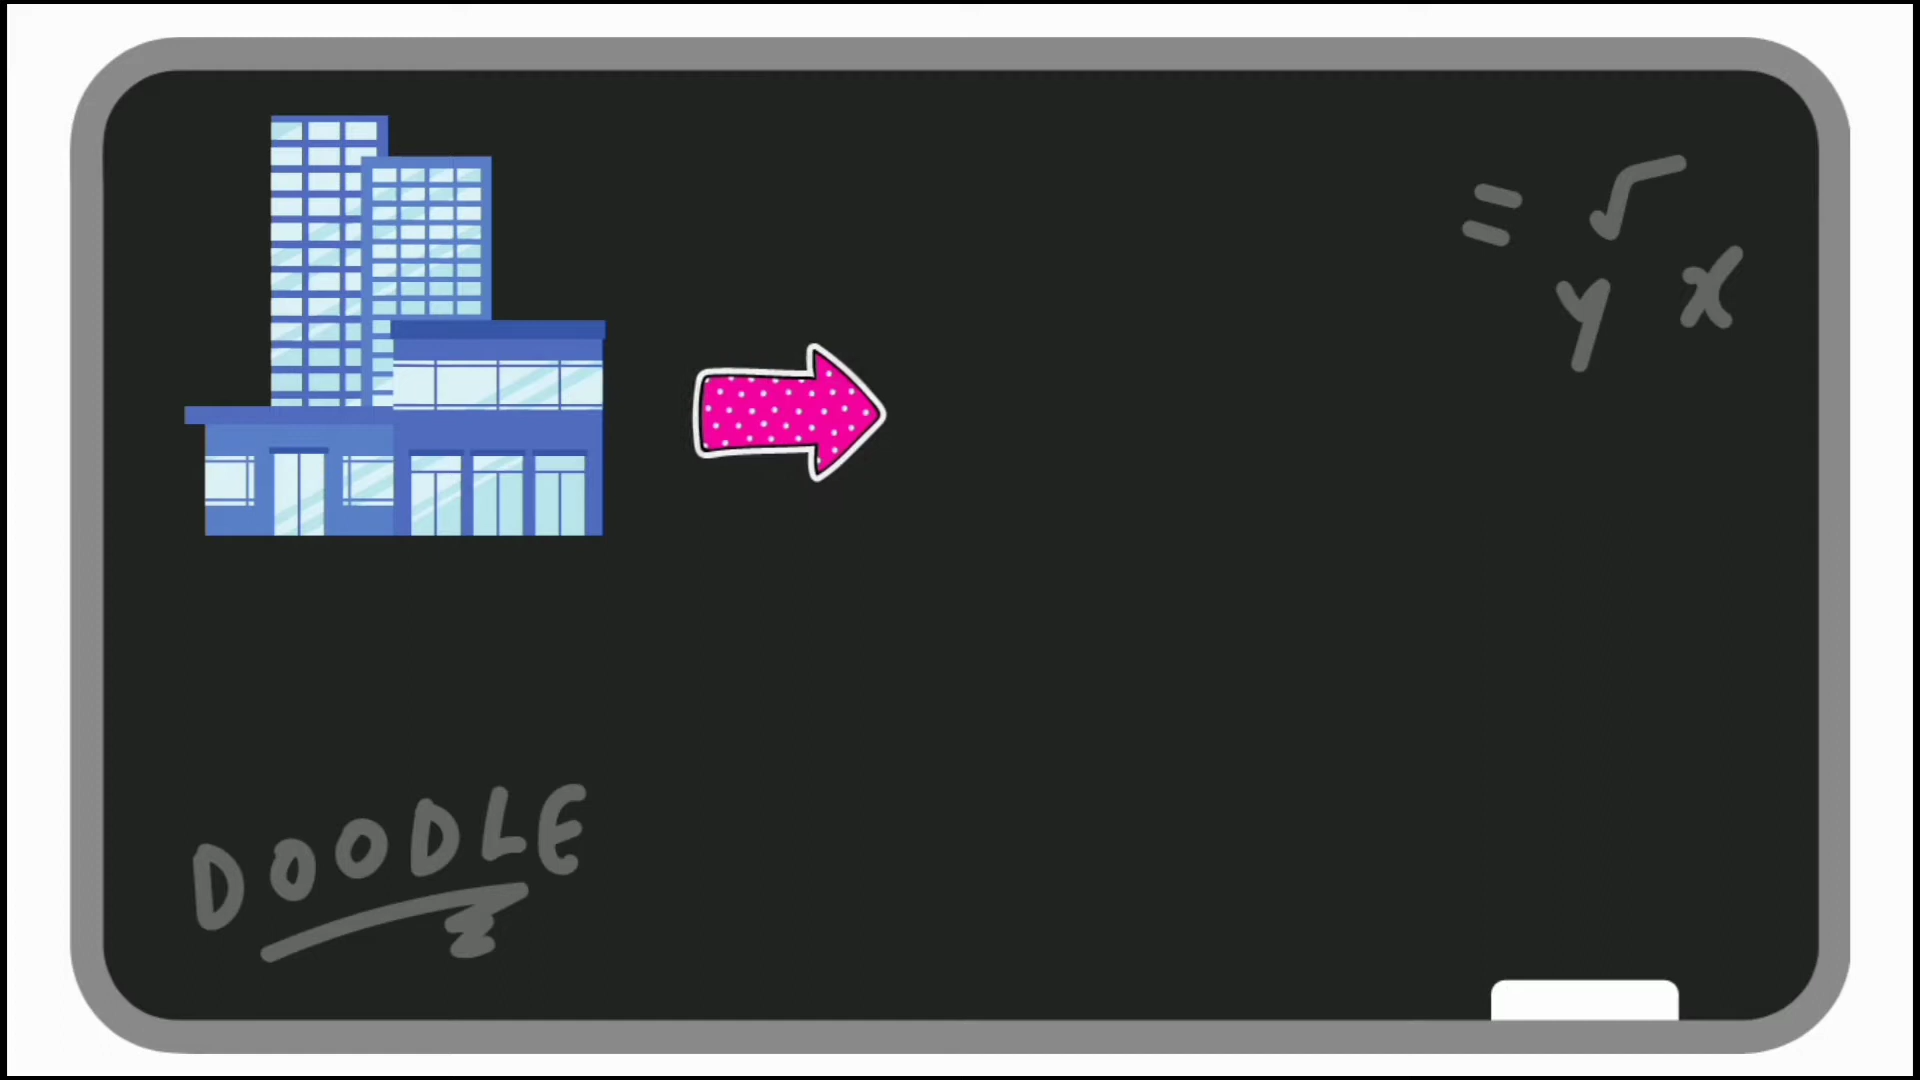 = √
y x
DOODLE